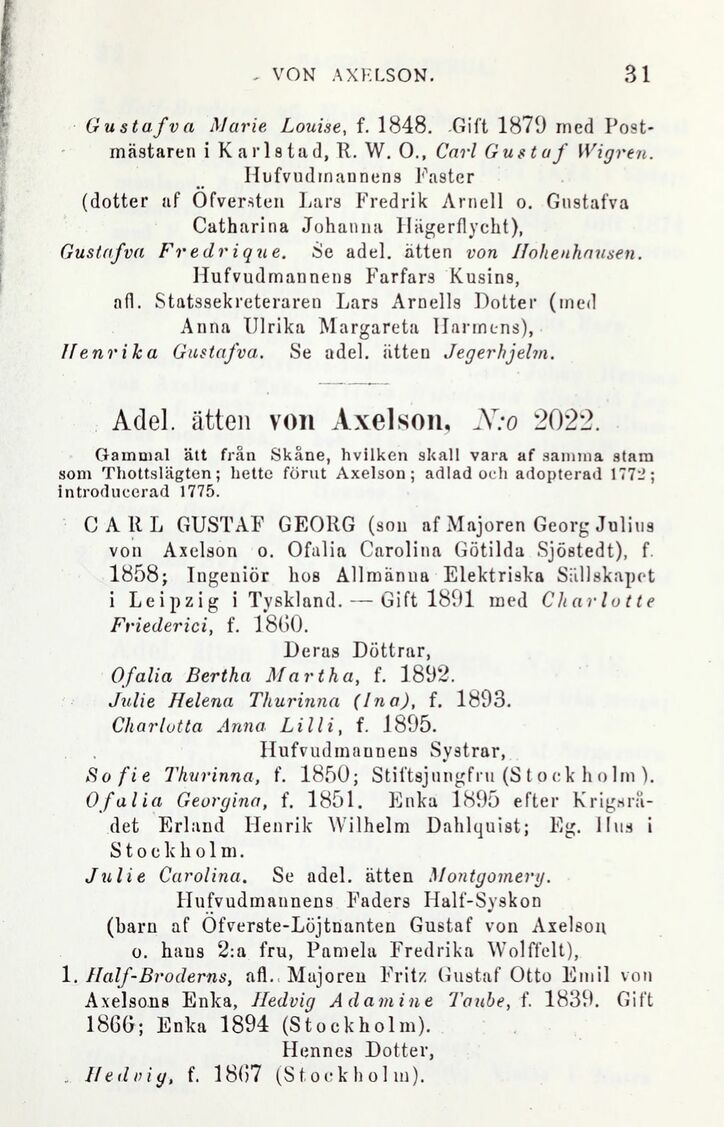 VON AXELSON. 31
Gustafva Marie Louise, f. 1848. Gift 1879 med Post-
mästaren i Karlstad, R. W. O., Carl Gustaf Wigren.
Hufvudmannens Faster
(dotter af Öfversten Lars Fredrik Arnell o. Gustafva
Catharina Johanna Hägerflycht),
Gustafva Fredrique. Se adel. ätten von Hohenhausen.
Hufvudmannens Farfars Kusins,
afl. Statssekreteraren Lars Arnells Dotter (med
Anna Ulrika Margareta Harmens),
Henrika Gustafva. Se adel. ätten Jegerhjelm.
Adel. ätten von Axelson, N:o 2022.
Gammal ätt från Skåne, hvilken skall vara af samma stam
som Thottslägten; hette förut Axelson; adlad och adopterad 1772;
introducerad 1775.
CARL GUSTAF GEORG (son af Majoren Georg Julius
von Axelson o. Ofalia Carolina Götilda Sjöstedt), f.
1858; Ingeniör hos Allmänna Elektriska Sällskapet
i Leipzig i Tyskland. — Gift 1891 med Charlotte
Friederici, f. 1860.
Deras Döttrar,
Ofalia Bertha Martha, f. 1892.
Julie Helena Thurinna (Ina), f. 1893.
Charlotta Anna Lilli, f. 1895.
Hufvudmannens Systrar,
Sofie Thurinna, f. 1850; Stiftsjungfru (Stockholm).
Ofalia Georgina, f. 1851. Enka 1895 efter Krigsrå-
det Erland Henrik Wilhelm Dahlquist; Eg. Hus i
Stockholm.
Julie Carolina. Se adel. ätten Montgomery.
Hufvudmannens Faders Half-Syskon
(barn af Öfverste-Löjtnanten Gustaf von Axelson
o. hans 2:a fru, Pamela Fredrika Wolffelt),
1. Half-Broderns, afl. Majoren Fritz Gustaf Otto Emil von
Axelsons Enka, Hedvig Adamine Taube, f. 1839. Gift
1866; Enka 1894 (Stockholm).
Hennes Dotter,
Hedvig, f. 1867 (Stockholm).